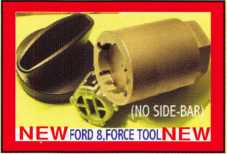 (NO SIDE-BAR)
NEW FORD 8,FORCE TOOL NEW